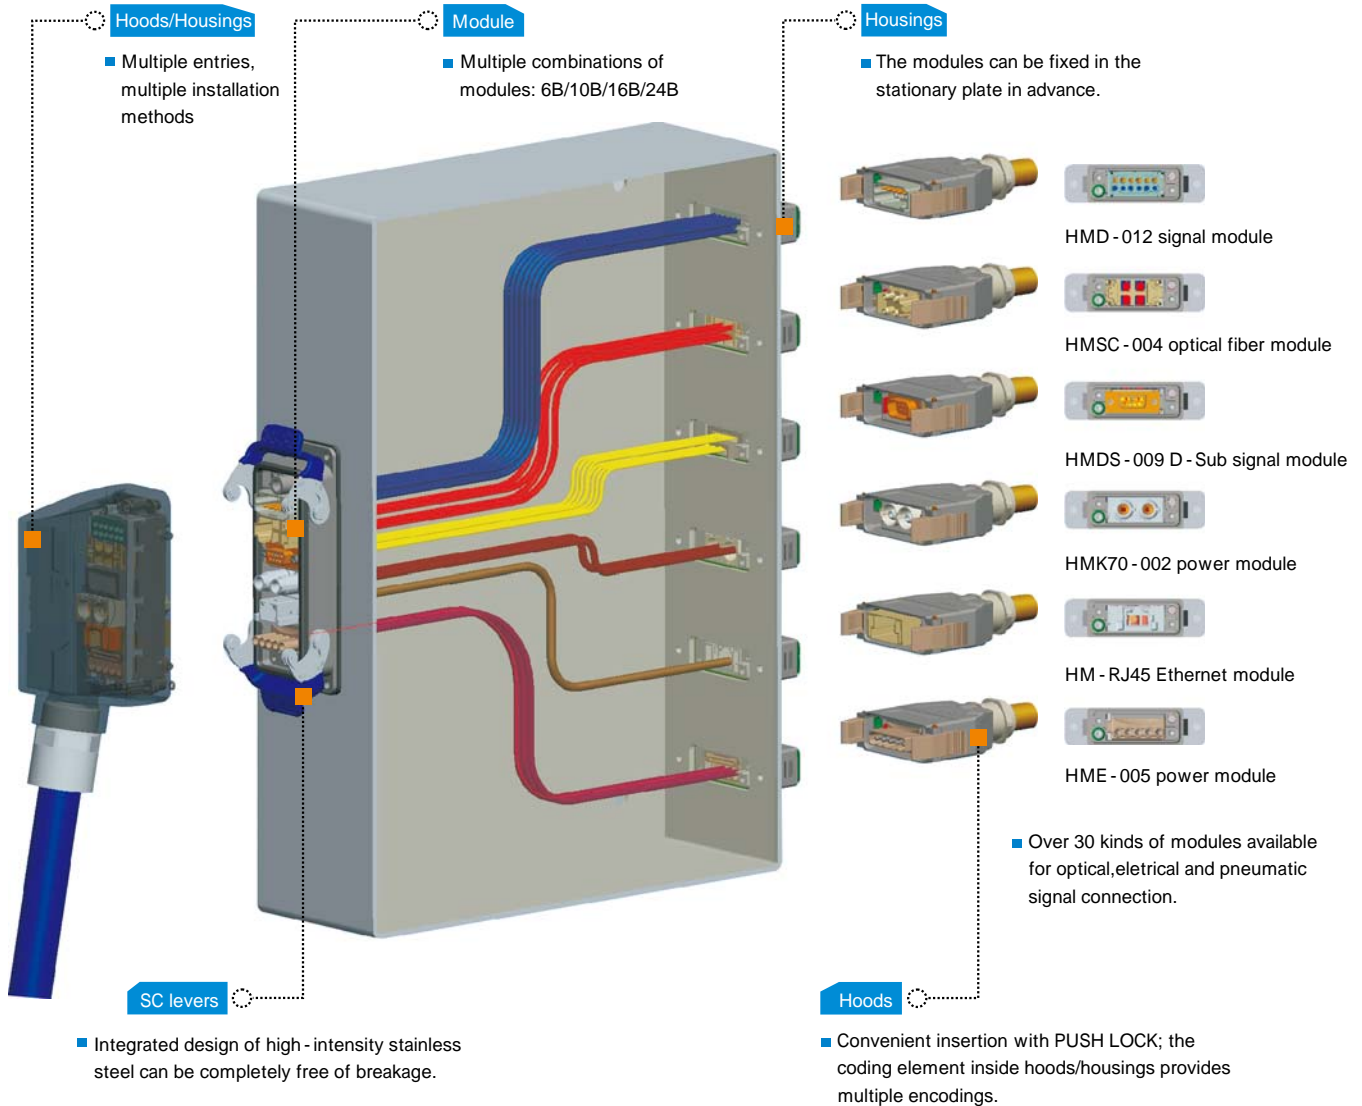 Hoods/Housings
Multiple entries,
multiple installation
methods
Module
Multiple combinations of
modules: 6B/10B/16B/24B
Housings
The modules can be fixed in the
stationary plate in advance.
HMD-012 signal module
HMSC-004 optical fiber module
HMDS-009 D-Sub signal module
HMK70-002 power module
HM-RJ45 Ethernet module
HME-005 power module
Over 30 kinds of modules available
for optical,eletrical and pneumatic
signal connection.
SC levers
Integrated design of high-intensity stainless
steel can be completely free of breakage.
Hoods
Convenient insertion with PUSH LOCK; the
coding element inside hoods/housings provides
multiple encodings.